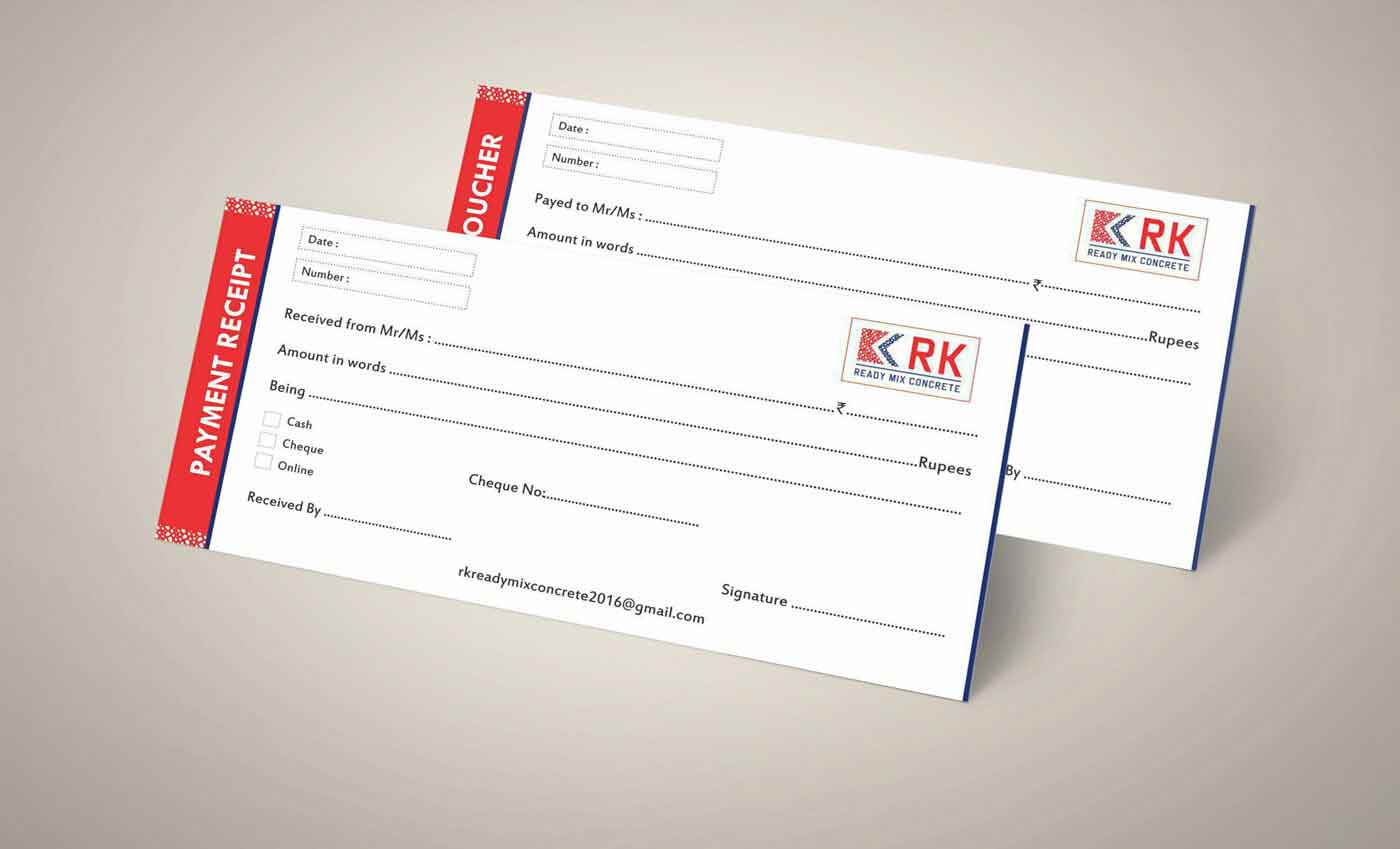 OUCHER
Date :
Number :
Payed to Mr/Ms :
₹
Amount in words
Rupees
By
RK
READY MIX CONCRETE
PAYMENT RECEIPT
Date :
Number :
Received from Mr/Ms :
₹
Amount in words
Rupees
Being
Cash
Cheque
Online
Cheque No:
Received By
Signature
rkreadymixconcrete2016@gmail.com
RK
READY MIX CONCRETE